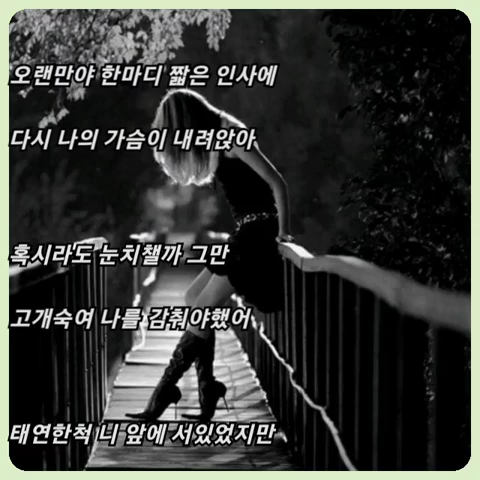 오랜만야 한마디 짧은 인사에
다시 나의 가슴이 내려앉아
혹시라도 눈치챌까 그만
고개숙여 나를 감춰야했어
태연한척 니 앞에 서있었지만